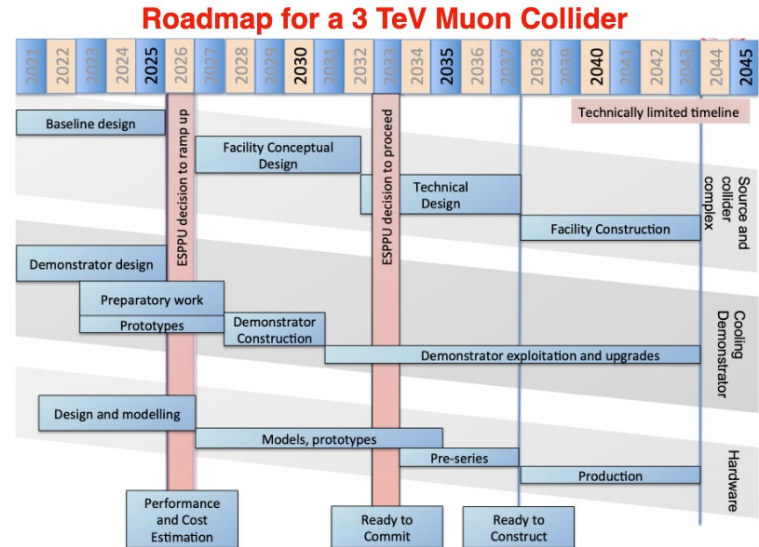 Roadmap for a 3 TeV Muon Collider
2021 2022 2023 2024 2025 2026 2027 2028 2029 2030 2031 2032 2033 2034 2035 2036 2037 2038 2039 2040 2041 2042 2043 2044 2045
Technically limited timeline
Baseline design
ESPPU decision to ramp up
Facility Conceptual
Design
ESPPU decision to proceed
Technical
Design
Facility Construction
Source and
collider
complex
Demonstrator design
Preparatory work
Prototypes
Demonstrator
Construction
Demonstrator exploitation and upgrades
Cooling
Demonstrator
Design and modelling
Models, prototypes
Pre-series
Production
Hardware
Performance
and Cost
Estimation
Ready to
Commit
Ready to
Construct